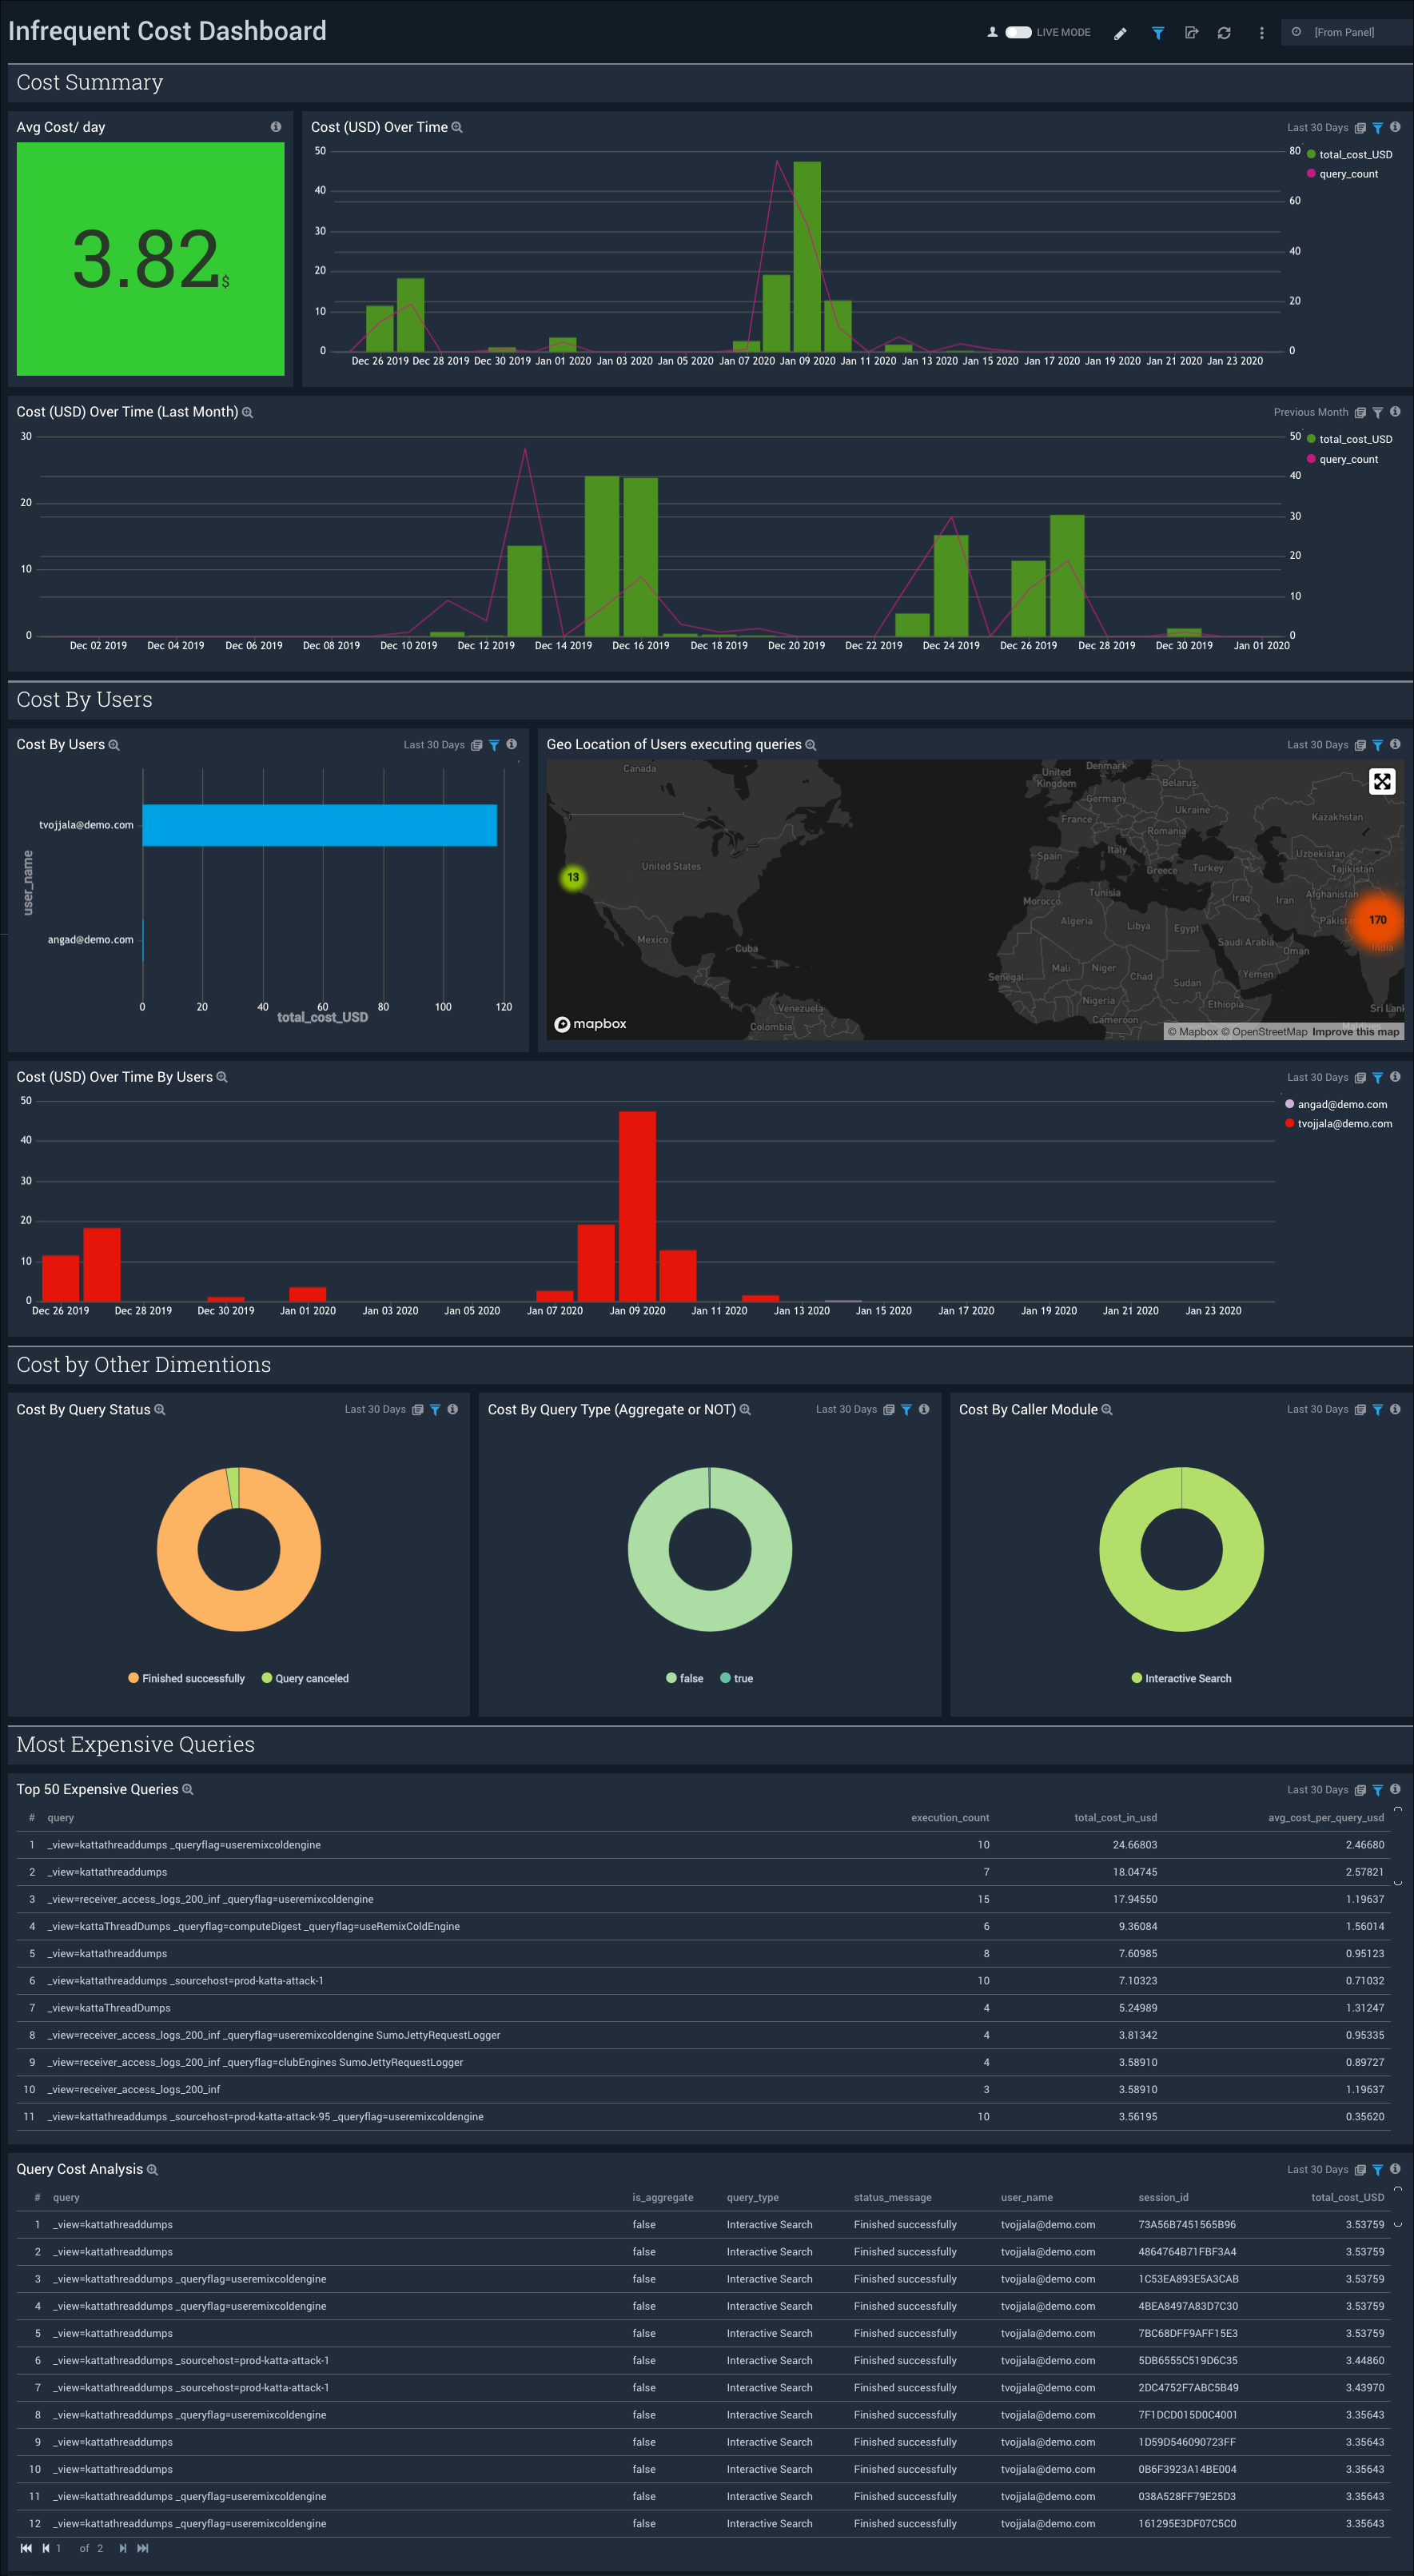 Infrequent Cost Dashboard
LIVE MODE
[From Panel]
Cost Summary
Avg Cost/ day
3.82$
Cost (USD) Over Time
Last 30 Days
50
40
30
20
10
0
80
60
40
20
0
total_cost_USD
query_count
Dec 26 2019 Dec 28 2019 Dec 30 2019 Jan 01 2020 Jan 03 2020 Jan 05 2020 Jan 07 2020 Jan 09 2020 Jan 11 2020 Jan 13 2020 Jan 15 2020 Jan 17 2020 Jan 19 2020 Jan 21 2020 Jan 23 2020
Cost (USD) Over Time (Last Month)
Previous Month
30
20
10
0
50
40
30
20
10
0
total_cost_USD
query_count
Dec 02 2019 Dec 04 2019 Dec 06 2019 Dec 08 2019 Dec 10 2019 Dec 12 2019 Dec 14 2019 Dec 16 2019 Dec 18 2019 Dec 20 2019 Dec 22 2019 Dec 24 2019 Dec 26 2019 Dec 28 2019 Dec 30 2019 Jan 01 2020
Cost By Users
Cost By Users
Last 30 Days
user_name
tvojjala@demo.com
angad@demo.com
0 20 40 60 80 100 120
total_cost_USD
Geo Location of Users executing queries
Last 30 Days
Canada
United Kingdom
Denmark
Belarus
Germany
Ukraine
Kazakhstan
France
Romania
Italy
Spain
Greece
Turkey
Uzbekistan
Tajikistan
United States
13
Tunisia
Morocco
Iraq
Iran
Afghanistan
170
India
Algeria
Libya
Egypt
Saudi Arabia
Oman
Mexico
Cuba
Mali
Niger
Chad
Sudan
Yemen
Senegal
Nigeria
Ethiopia
Cameroon
Venezuela
Colombia
mapbox
© Mapbox © OpenStreetMap Improve this map
Cost (USD) Over Time By Users
Last 30 Days
50
40
30
20
10
0
angad@demo.com
tvojjala@demo.com
Dec 26 2019 Dec 28 2019 Dec 30 2019 Jan 01 2020 Jan 03 2020 Jan 05 2020 Jan 07 2020 Jan 09 2020 Jan 11 2020 Jan 13 2020 Jan 15 2020 Jan 17 2020 Jan 19 2020 Jan 21 2020 Jan 23 2020
Cost by Other Dimentions
Cost By Query Status
Last 30 Days
Finished successfully Query canceled
Cost By Query Type (Aggregate or NOT)
Last 30 Days
false true
Cost By Caller Module
Last 30 Days
Interactive Search
Most Expensive Queries
Top 50 Expensive Queries
Last 30 Days
# query execution_count total_cost_in_usd avg_cost_per_query_usd
1 _view=kattathreaddumps _queryflag=useremixcoldengine 10 24.66803 2.46680
2 _view=kattathreaddumps 7 18.04745 2.57821
3 _view=receiver_access_logs_200_inf _queryflag=useremixcoldengine 15 17.94550 1.19637
4 _view=kattaThreadDumps _queryflag=computeDigest _queryflag=useRemixColdEngine 6 9.36084 1.56014
5 _view=kattathreaddumps 8 7.60985 0.95123
6 _view=kattathreaddumps _sourcehost=prod-katta-attack-1 10 7.10323 0.71032
7 _view=kattaThreadDumps 4 5.24989 1.31247
8 _view=receiver_access_logs_200_inf _queryflag=useremixcoldengine SumoJettyRequestLogger 4 3.81342 0.95335
9 _view=receiver_access_logs_200_inf _queryflag=clubEngines SumoJettyRequestLogger 4 3.58910 0.89727
10 _view=receiver_access_logs_200_inf 3 3.58910 1.19637
11 _view=kattathreaddumps _sourcehost=prod-katta-attack-95 _queryflag=useremixcoldengine 10 3.56195 0.35620
Query Cost Analysis
Last 30 Days
# query is_aggregate query_type status_message user_name session_id total_cost_USD
1 _view=kattathreaddumps false Interactive Search Finished successfully tvojjala@demo.com 73A56B7451565B96 3.53759
2 _view=kattathreaddumps false Interactive Search Finished successfully tvojjala@demo.com 4864764B71FBF3A4 3.53759
3 _view=kattathreaddumps _queryflag=useremixcoldengine false Interactive Search Finished successfully tvojjala@demo.com 1C53EA893E5A3CAB 3.53759
4 _view=kattathreaddumps _queryflag=useremixcoldengine false Interactive Search Finished successfully tvojjala@demo.com 4BEA8497A83D7C30 3.53759
5 _view=kattathreaddumps false Interactive Search Finished successfully tvojjala@demo.com 7BC68DFF9AFF15E3 3.53759
6 _view=kattathreaddumps _sourcehost=prod-katta-attack-1 false Interactive Search Finished successfully tvojjala@demo.com 5DB6555C519D6C35 3.44860
7 _view=kattathreaddumps _sourcehost=prod-katta-attack-1 false Interactive Search Finished successfully tvojjala@demo.com 2DC4752F7ABC5B49 3.43970
8 _view=kattathreaddumps _queryflag=useremixcoldengine false Interactive Search Finished successfully tvojjala@demo.com 7F1DCD015D0C4001 3.35643
9 _view=kattathreaddumps false Interactive Search Finished successfully tvojjala@demo.com 1D59D546090723FF 3.35643
10 _view=kattathreaddumps false Interactive Search Finished successfully tvojjala@demo.com 0B6F3923A14BE004 3.35643
11 _view=kattathreaddumps _queryflag=useremixcoldengine false Interactive Search Finished successfully tvojjala@demo.com 038A528FF79E25D3 3.35643
12 _view=kattathreaddumps _queryflag=useremixcoldengine false Interactive Search Finished successfully tvojjala@demo.com 161295E3DF07C5C0 3.35643
1 of 2